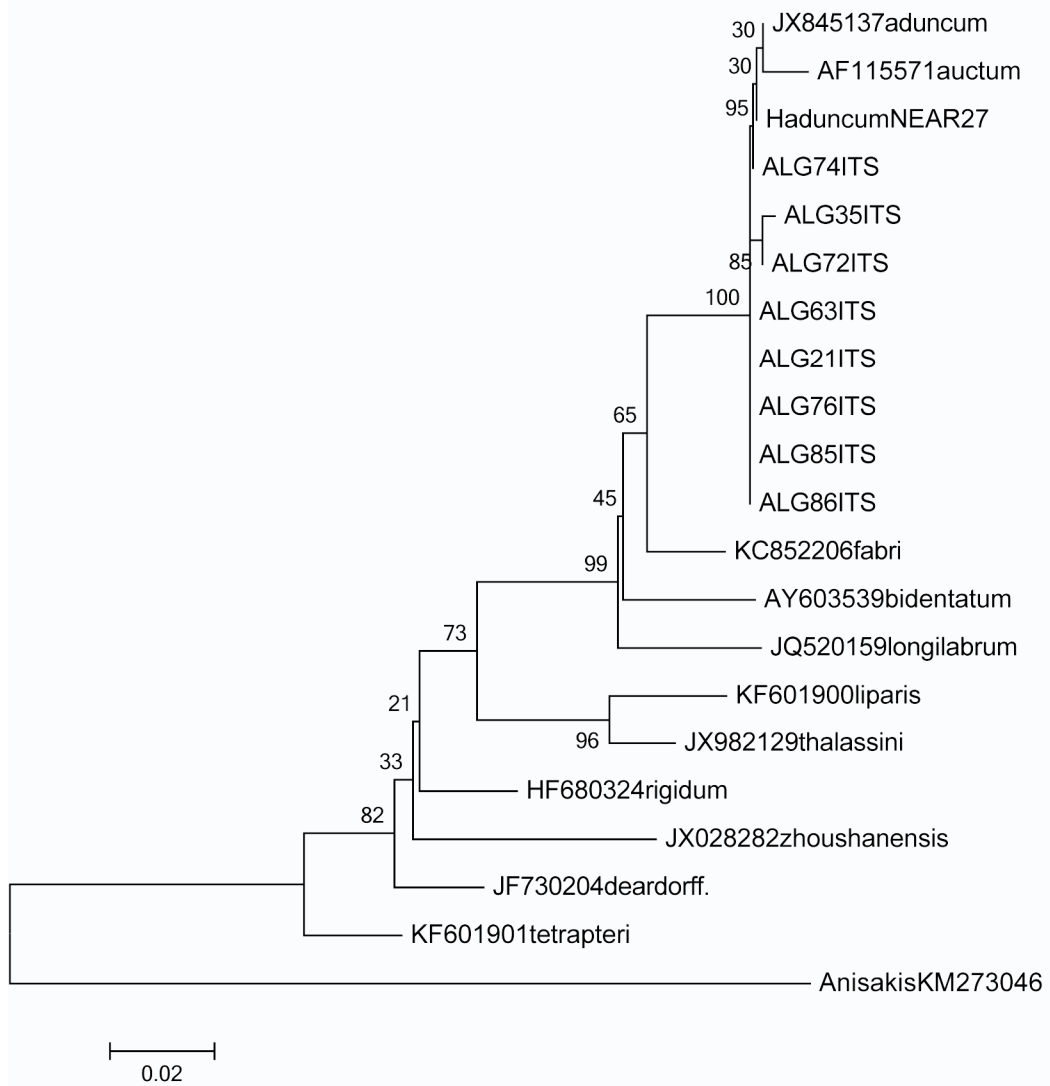 30 JX845137aduncum
AF115571auctum
30
95
HaduncumNEAR27
ALG74ITS
ALG35ITS
85 ALG72ITS
100 ALG63ITS
ALG21ITS
ALG76ITS
65
ALG85ITS
45 ALG86ITS
KC852206fabri
99
AY603539bidentatum
73 JQ520159longilabrum
KF601900liparis
21
96 JX982129thalassini
33
HF680324rigidum
82
JX028282zhoushanensis
JF730204deardorff.
KF601901tetrapteri
AnisakisKM273046
0.02